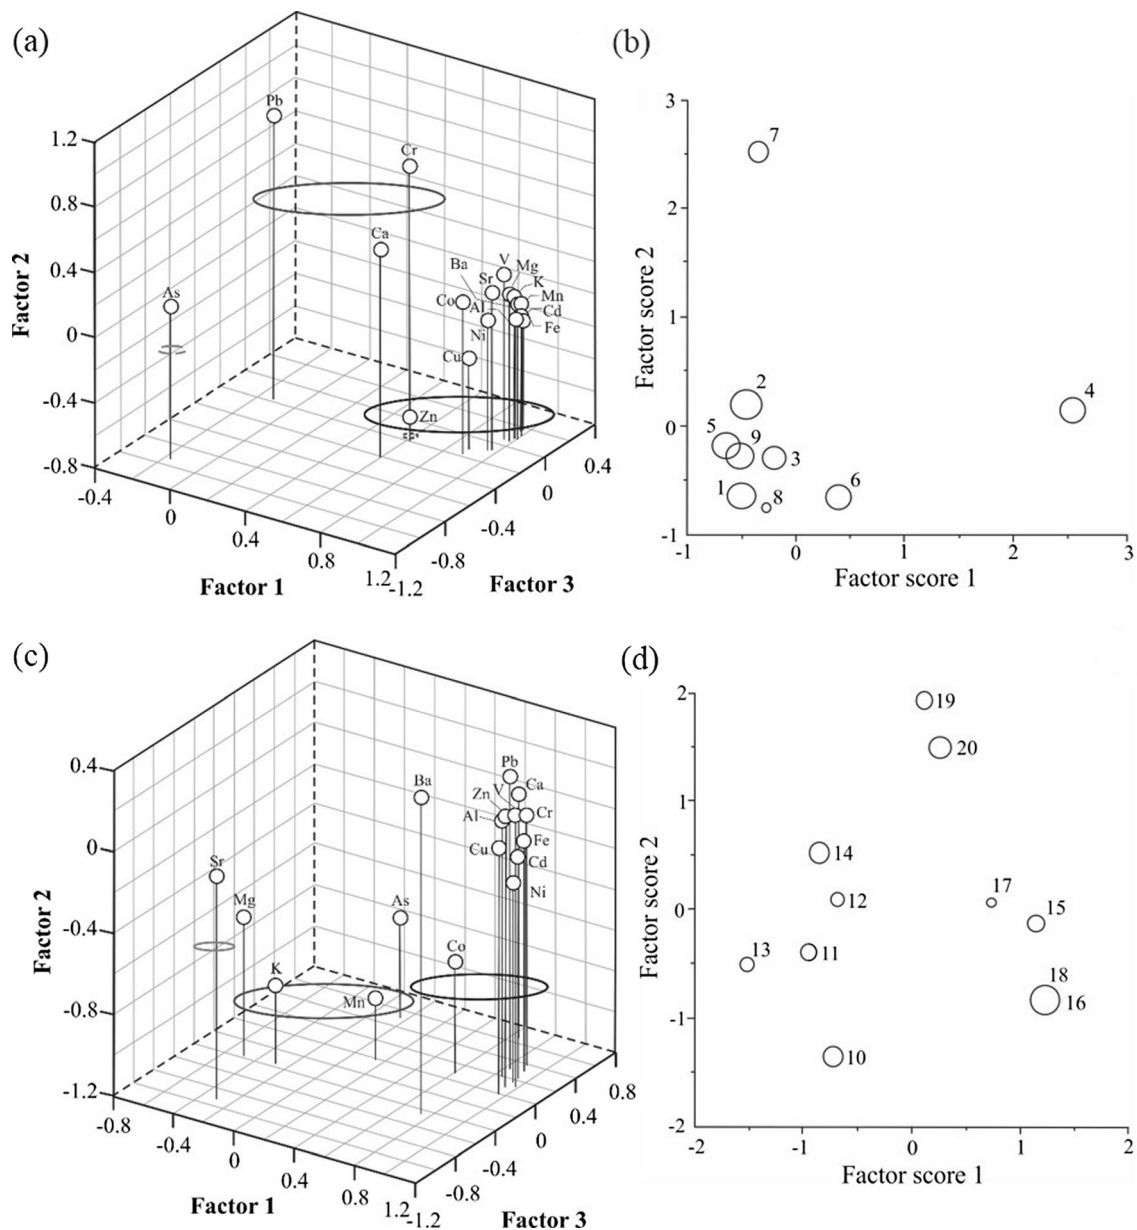 (a)
Pb
Cr
Ca
As
Ba
Sr
V
Mg
K
Mn
Co
Al
Cd
Ni
Fe
Cu
Zn
1.2
0.8
0.4
0
-0.4
-0.8
Factor 2
-0.4
0
0.4
0.8
1.2
Factor 1
-1.2
-0.8
-0.4
0
0.4
Factor 3
(b)
3
2
1
0
-1
Factor score 2
7
2
4
5
9
3
1
8
6
-1
0
1
2
3
Factor score 1
(c)
Pb
Ba
Ca
Zn
V
Al
Cr
Cu
Fe
Cd
Sr
Ni
Mg
As
K
Co
Mn
0.4
0
-0.4
-0.8
-1.2
Factor 2
-0.8
-0.4
0
0.4
0.8
1.2
Factor 1
-1.2
-0.8
-0.4
0
0.4
0.8
Factor 3
(d)
2
1
0
-1
-2
Factor score 2
19
20
14
12
17
15
13
11
18
16
10
-2
-1
0
1
2
Factor score 1